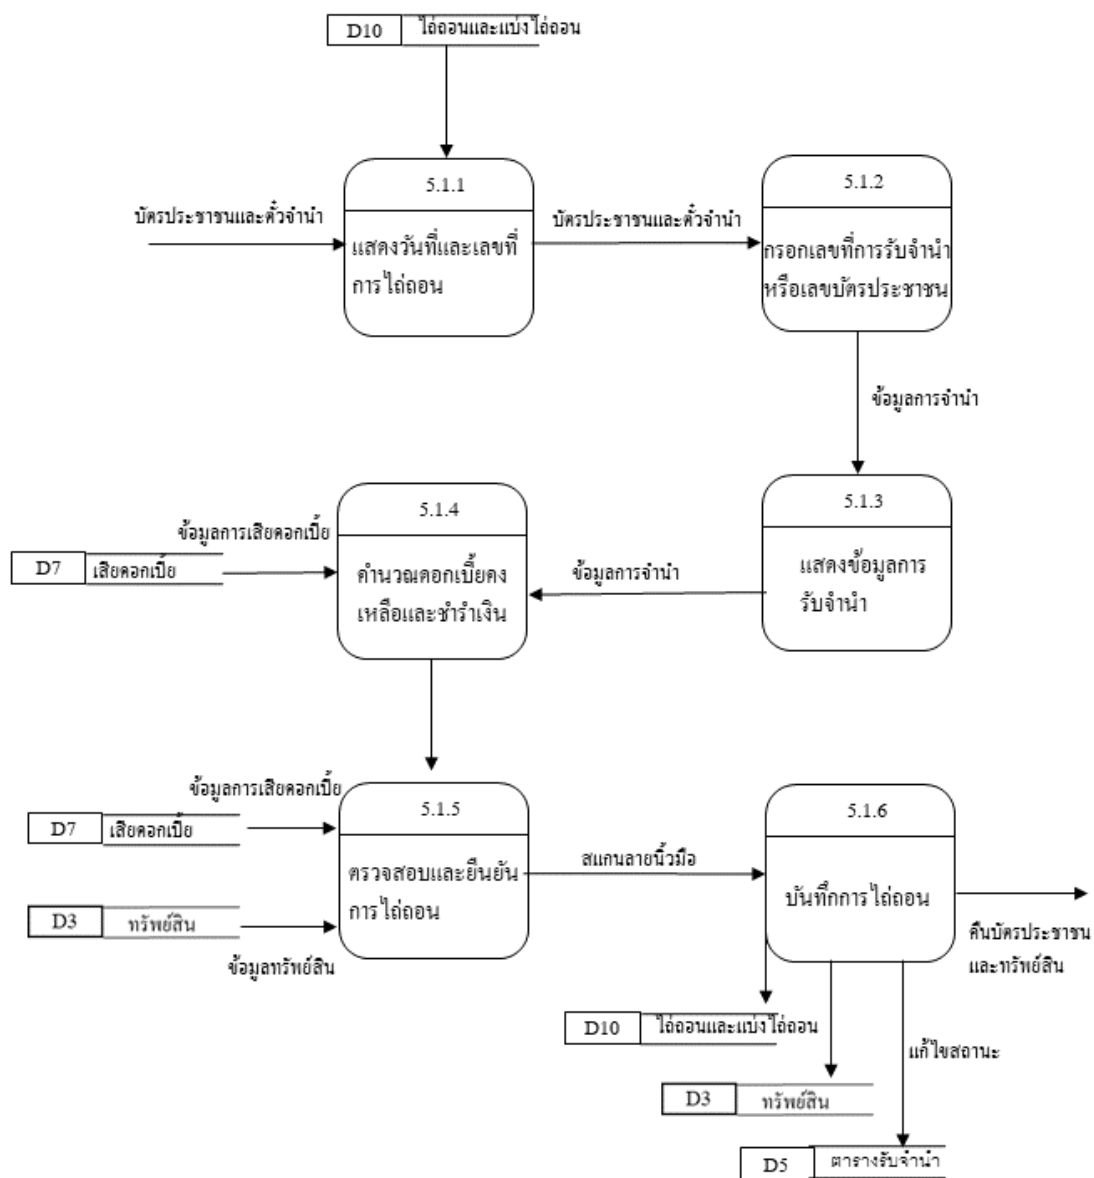 D10
ไถ่ถอนและแบ่งไถ่ถอน
5.1.1
แสดงวันที่และเลขที่
การไถ่ถอน
บัตรประชาชนและตั๋วจำนำ
บัตรประชาชนและตั๋วจำนำ
5.1.2
กรอกเลขที่การรับจำนำ
หรือเลขบัตรประชาชน
ข้อมูลการจำนำ
5.1.3
แสดงข้อมูลการ
รับจำนำ
ข้อมูลการจำนำ
5.1.4
คำนวณดอกเบี้ยคง
เหลือและชำรำเงิน
ข้อมูลการเสียดอกเบี้ย
D7
เสียดอกเบี้ย
ข้อมูลการเสียดอกเบี้ย
D7
เสียดอกเบี้ย
5.1.5
ตรวจสอบและยืนยัน
การไถ่ถอน
D3
ทรัพย์สิน
ข้อมูลทรัพย์สิน
สแกนลายนิ้วมือ
5.1.6
บันทึกการไถ่ถอน
คืนบัตรประชาชน
และทรัพย์สิน
D10
ไถ่ถอนและแบ่งไถ่ถอน
แก้ไขสถานะ
D3
ทรัพย์สิน
D5
ตารางรับจำนำ